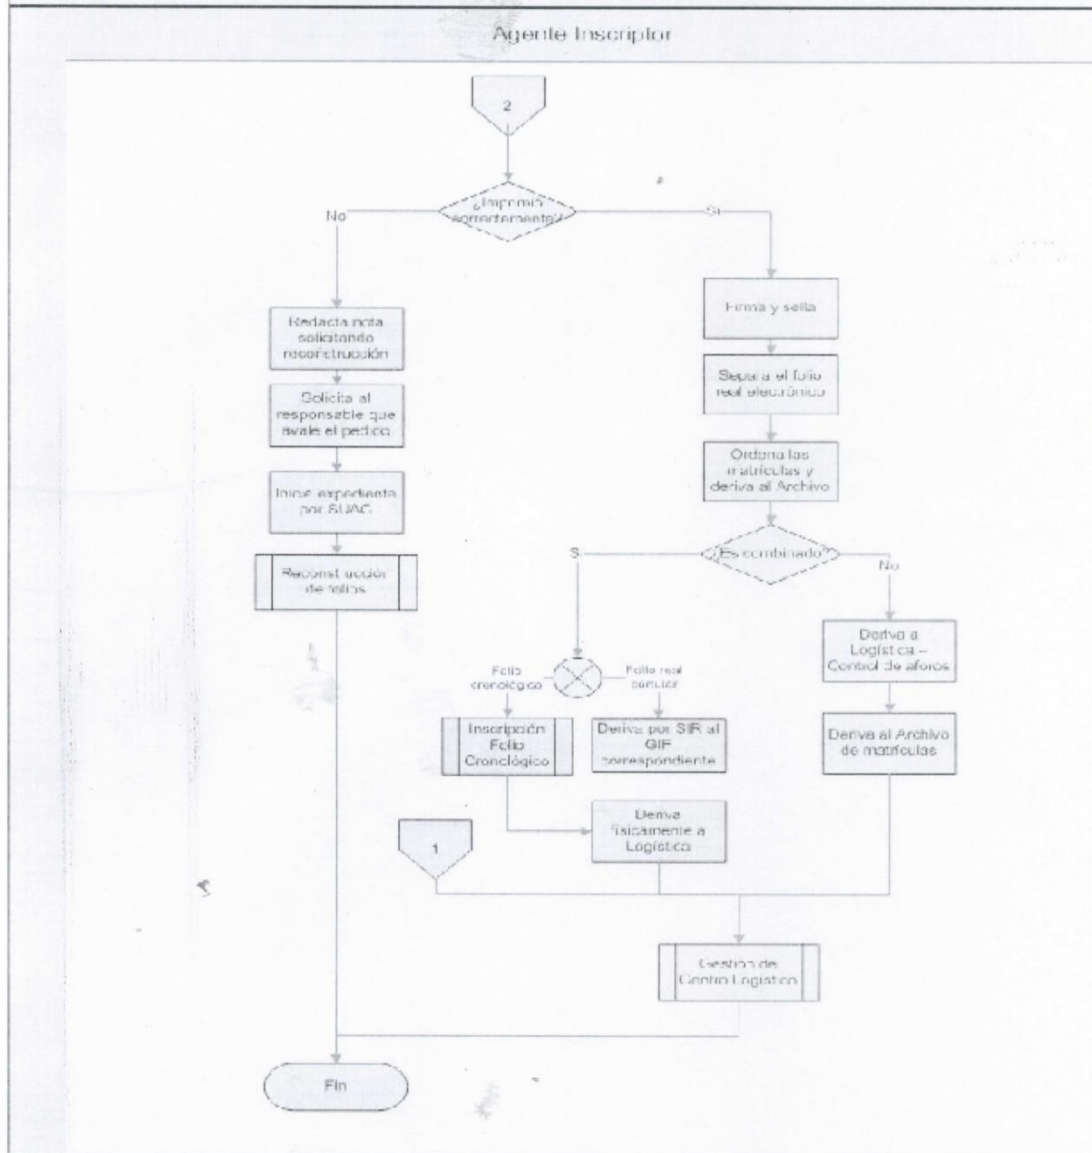 Agente Inscriptor
2
¿Imprimió
correctamente?
No
Si
Redacta nota
solicitando
reconstrucción
Solicita al
responsable que
avale el pedido
Inicia expediente
por SUAC
Reconstrucción
de folios
Firma y sella
Separa el folio
real electrónico
Ordena las
matrículas y
deriva al Archivo
¿Es combinado?
S
No
Deriva a
Logística –
Control de aforos
Deriva al Archivo
de matrículas
Folio
cronológico
Folio real
cartular
Inscripción
Folio
Cronológico
Deriva por SIR al
GIF
correspondiente
Deriva
físicamente a
Logística
1
Gestión de
Centro Logístico
Fin